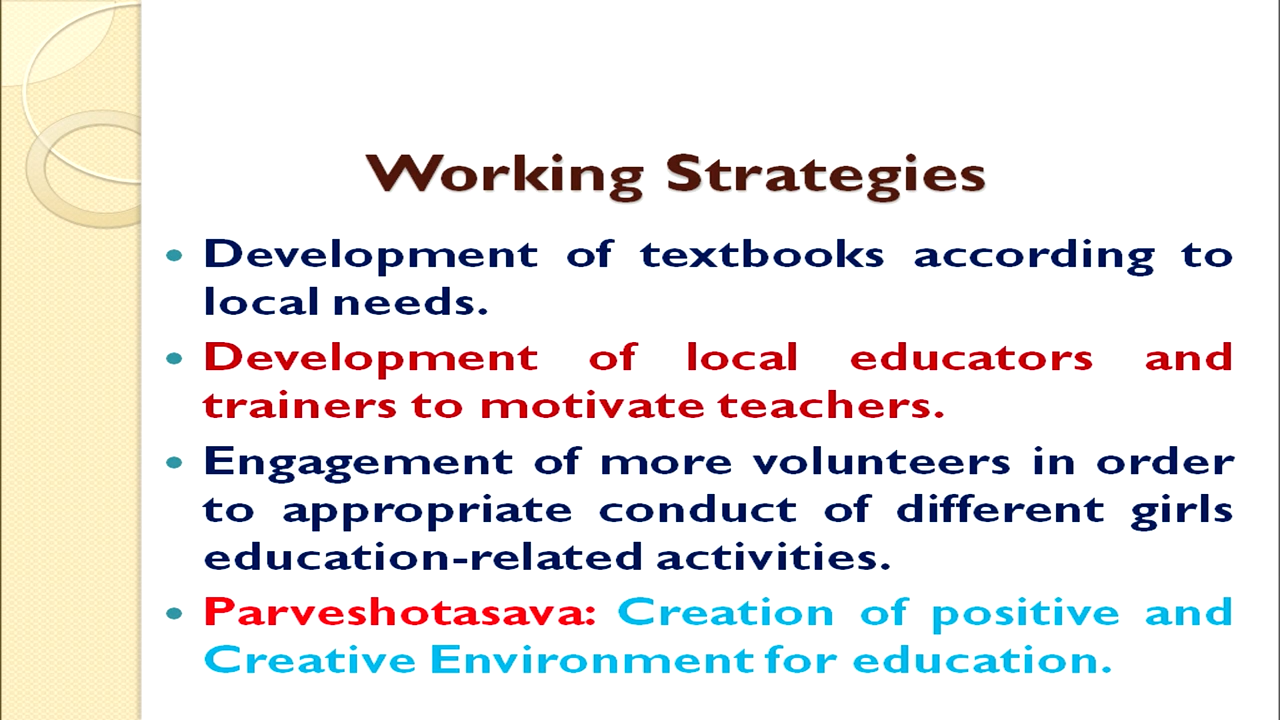 Working Strategies
• Development of textbooks according to
local needs.
• Development of local educators and
trainers to motivate teachers.
• Engagement of more volunteers in order
to appropriate conduct of different girls
education-related activities.
• Parveshotasava: Creation of positive and
Creative Environment for education.